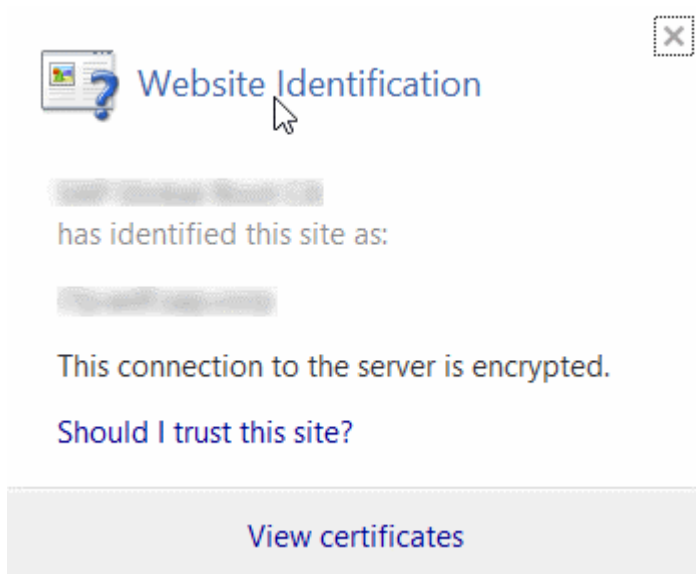 Website Identification
has identified this site as:
This connection to the server is encrypted.
Should I trust this site?
View certificates